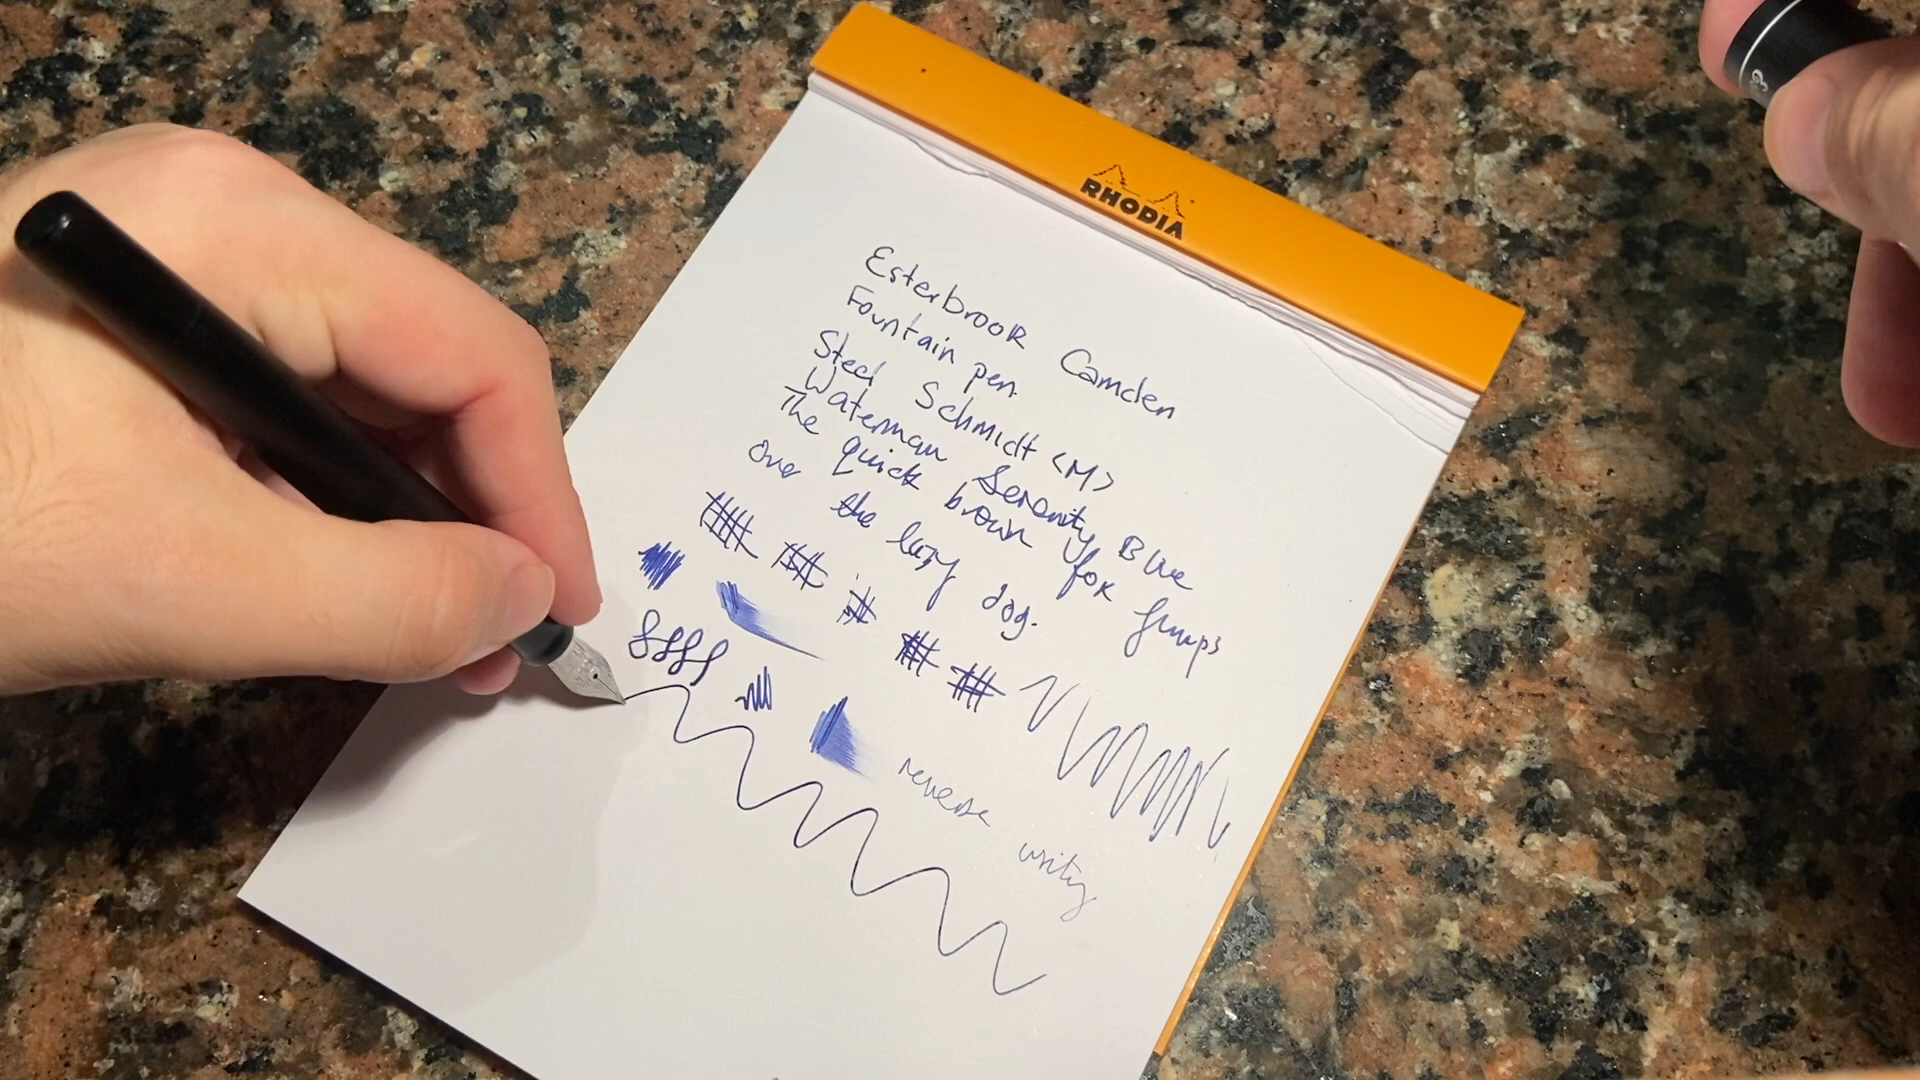 RHODIA
Esterbrook Camden
Fountain pen.
Steel Schmidt <M>
Waterman Serenity Blue
The quick brown fox jumps
over the lazy dog.
reverse writing